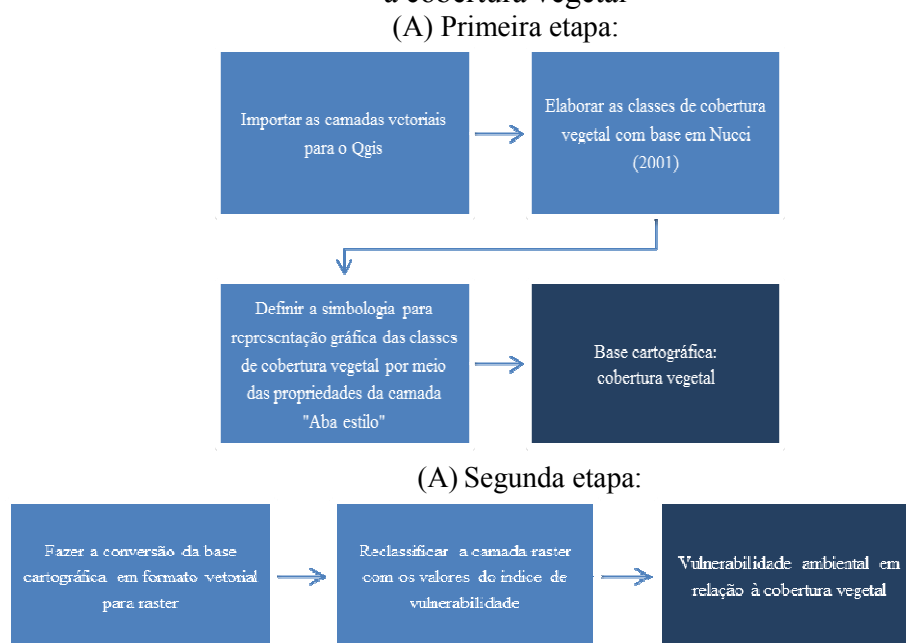 a cobertura vegetal
(A) Primeira etapa:
Importar as camadas vetoriais
para o Qgis
Elaborar as classes de cobertura
vegetal com base em Nucci
(2001)
Definir a simbologia para
representação gráfica das classes
de cobertura vegetal por meio
das propriedades da camada
"Aba estilo"
Base cartográfica:
cobertura vegetal
(A) Segunda etapa:
Fazer a conversão da base
cartográfica em formato vetorial
para raster
Reclassificar a camada raster
com os valores do índice de
vulnerabilidade
Vulnerabilidade ambiental em
relação à cobertura vegetal